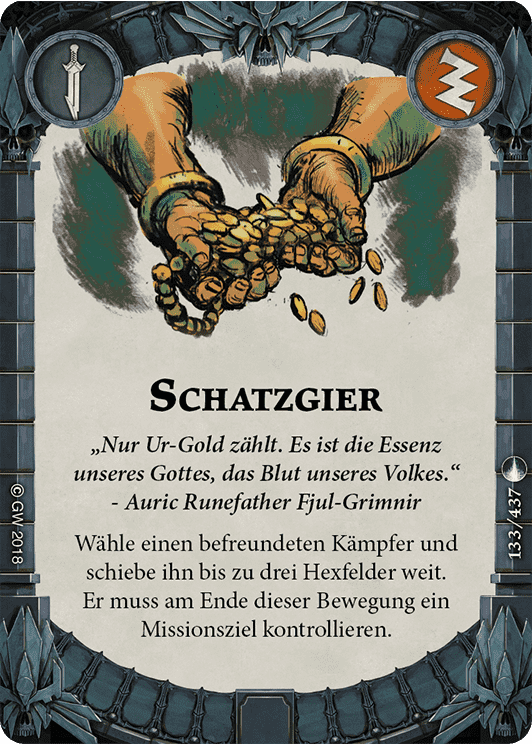 Schatzgier
„Nur Ur-Gold zählt. Es ist die Essenz
unseres Gottes, das Blut unseres Volkes.“
- Auric Runefather Fjul-Grimnir
Wähle einen befreundeten Kämpfer und
schiebe ihn bis zu drei Hexfelder weit.
Er muss am Ende dieser Bewegung ein
Missionsziel kontrollieren.
© GW 2018
133/437